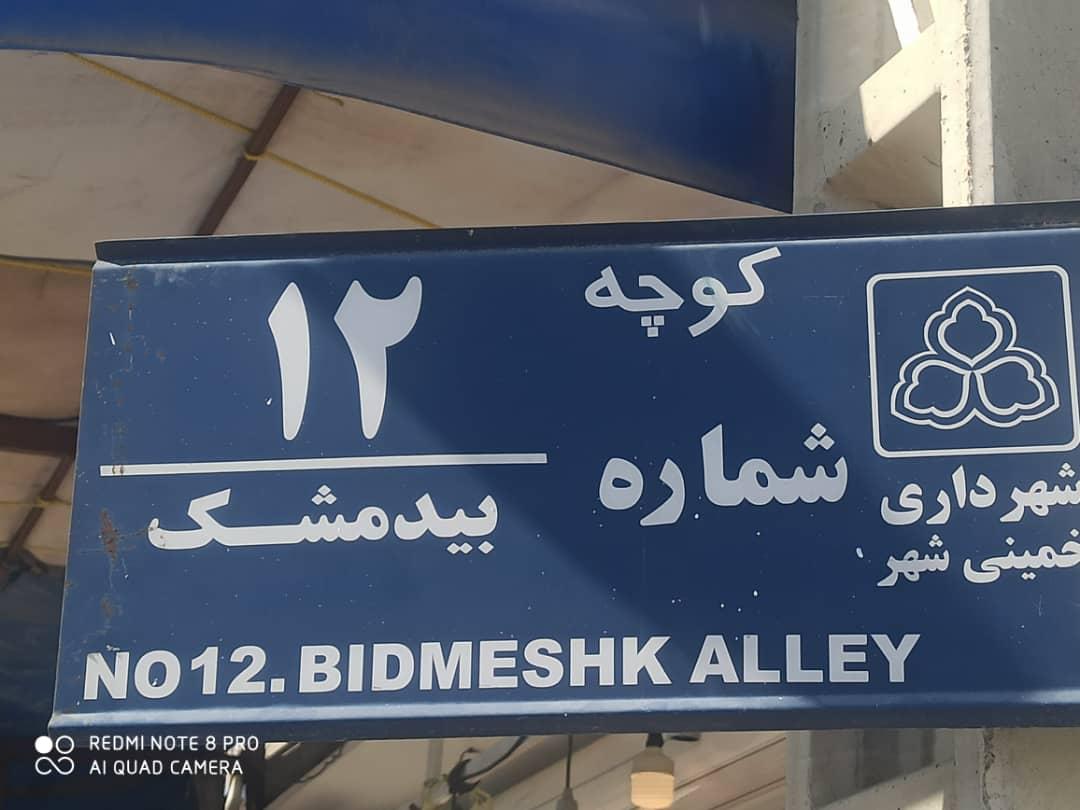 کوچه
شماره
۱۲
بیدمشک
شهرداری
خمینی شهر
NO12.BIDMESHK ALLEY
REDMI NOTE 8 PRO
AI QUAD CAMERA